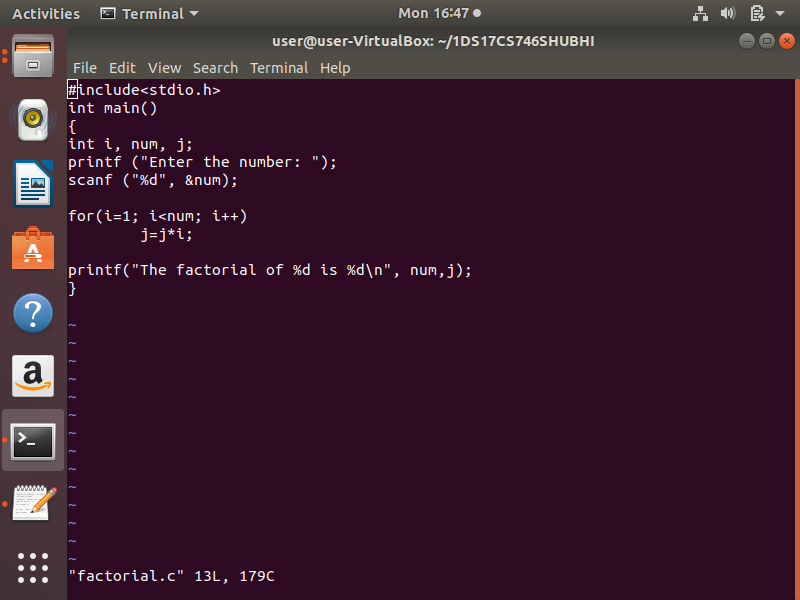 Activities Terminal Mon 16:47
user@user-VirtualBox: ~/1DS17CS746SHUBHI
File Edit View Search Terminal Help
#include<stdio.h>
int main()
{
int i, num, j;
printf ("Enter the number: ");
scanf ("%d", &num);
for(i=1; i<num; i++)
        j=j*i;
printf("The factorial of %d is %d\n", num,j);
}
~
~
~
~
~
~
~
~
~
~
~
~
~
~
"factorial.c" 13L, 179C